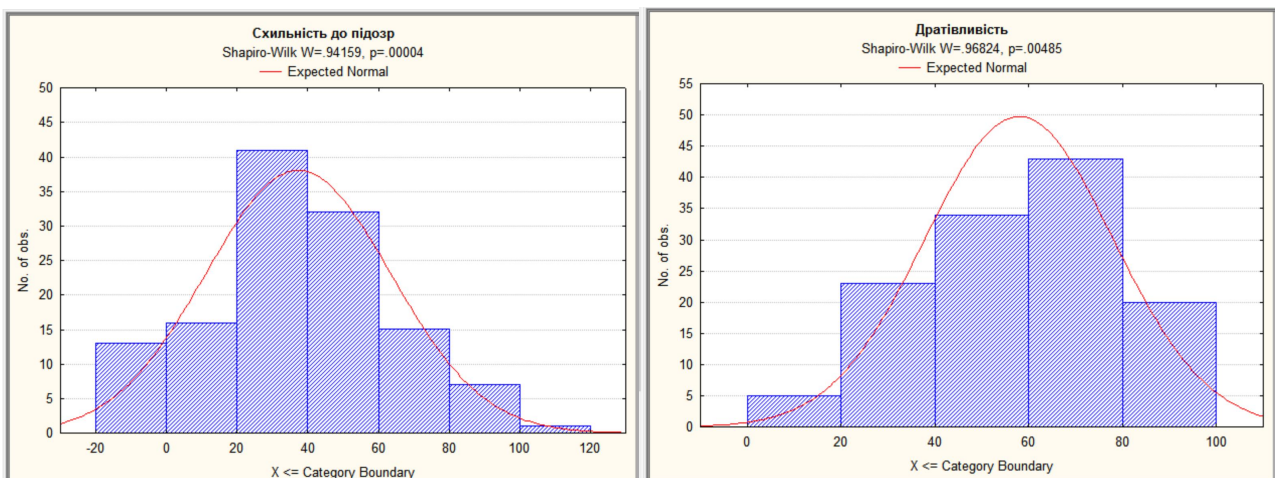 Схильність до підозр
Shapiro-Wilk W=.94159, p=.00004
Expected Normal
50
45
40
35
30
25
20
15
10
5
0
No. of obs.
-20 0 20 40 60 80 100 120
X <= Category Boundary
Дратівливість
Shapiro-Wilk W=.96824, p=.00485
Expected Normal
55
50
45
40
35
30
25
20
15
10
5
0
No. of obs.
0 20 40 60 80 100
X <= Category Boundary